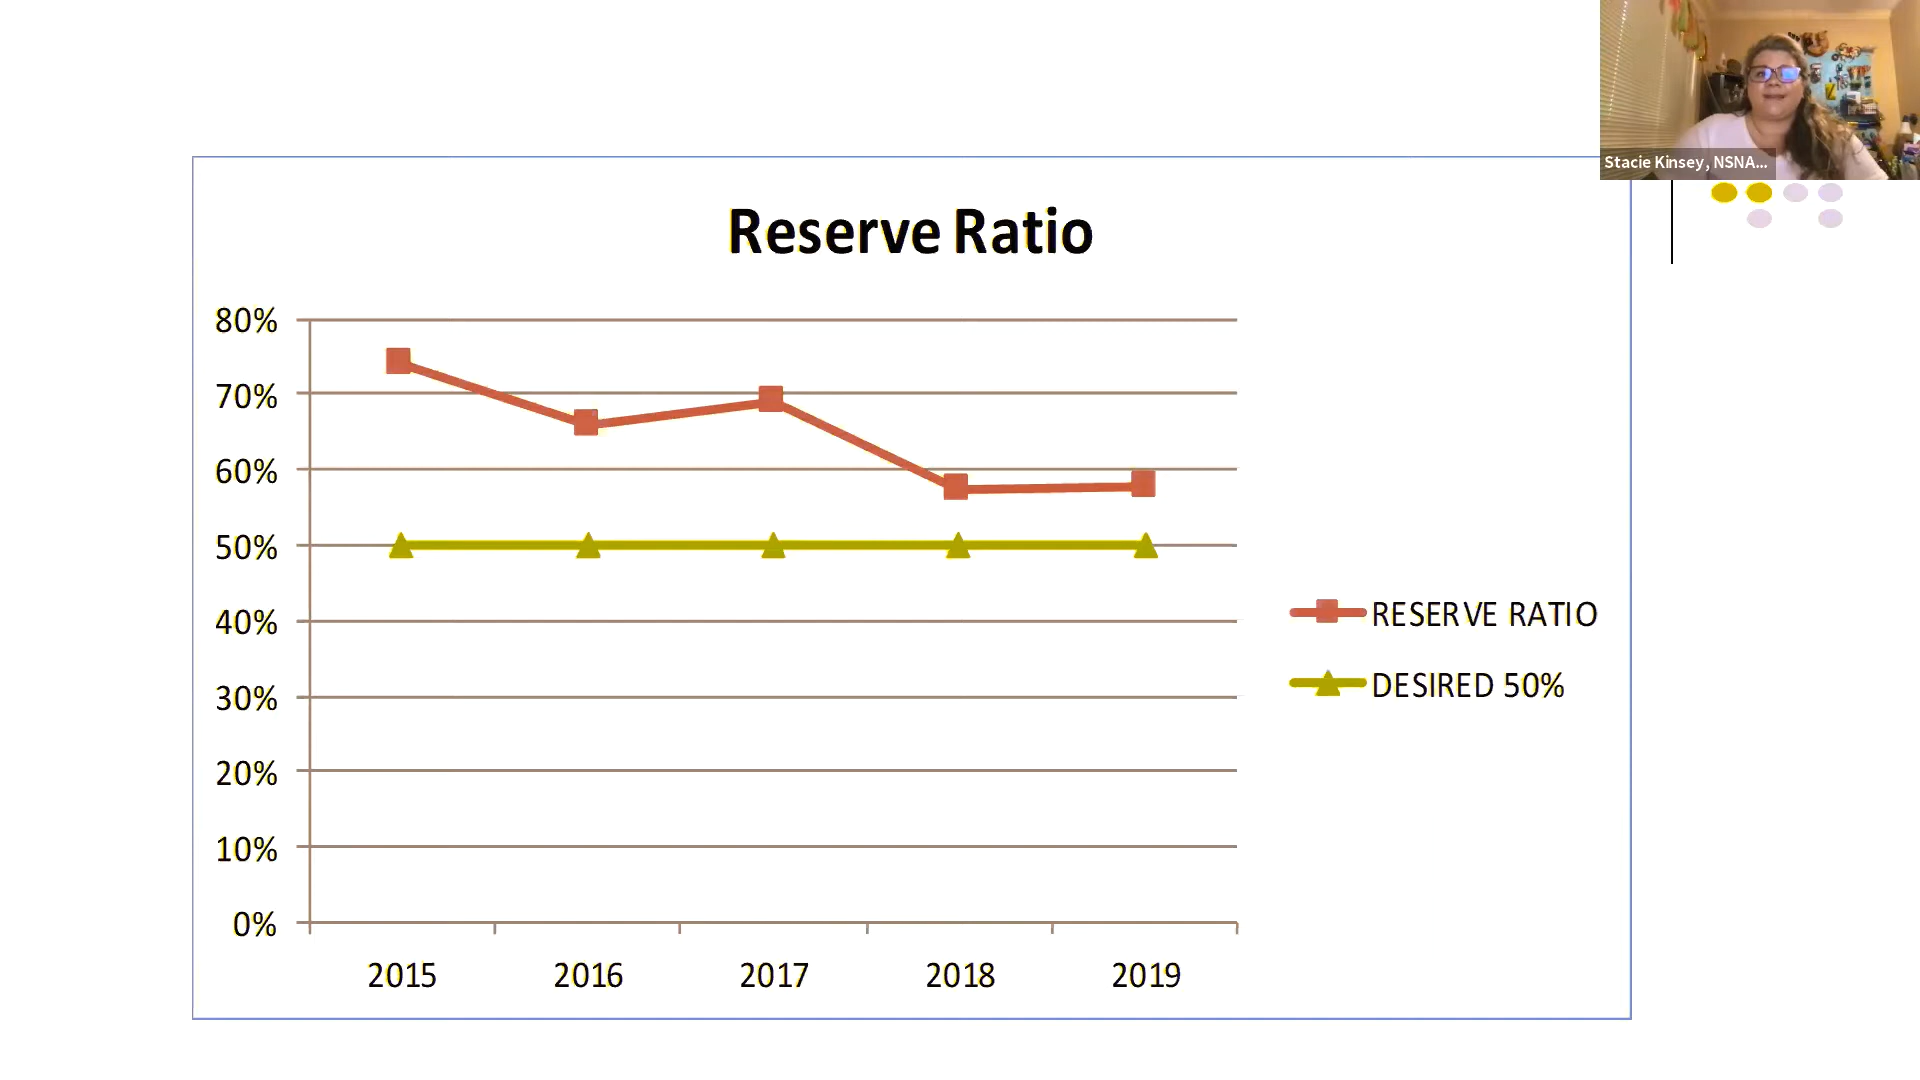 Stacie Kinsey, NSNA...
Reserve Ratio
80%
70%
60%
50%
40%
30%
20%
10%
0%
2015 2016 2017 2018 2019
RESERVE RATIO
DESIRED 50%